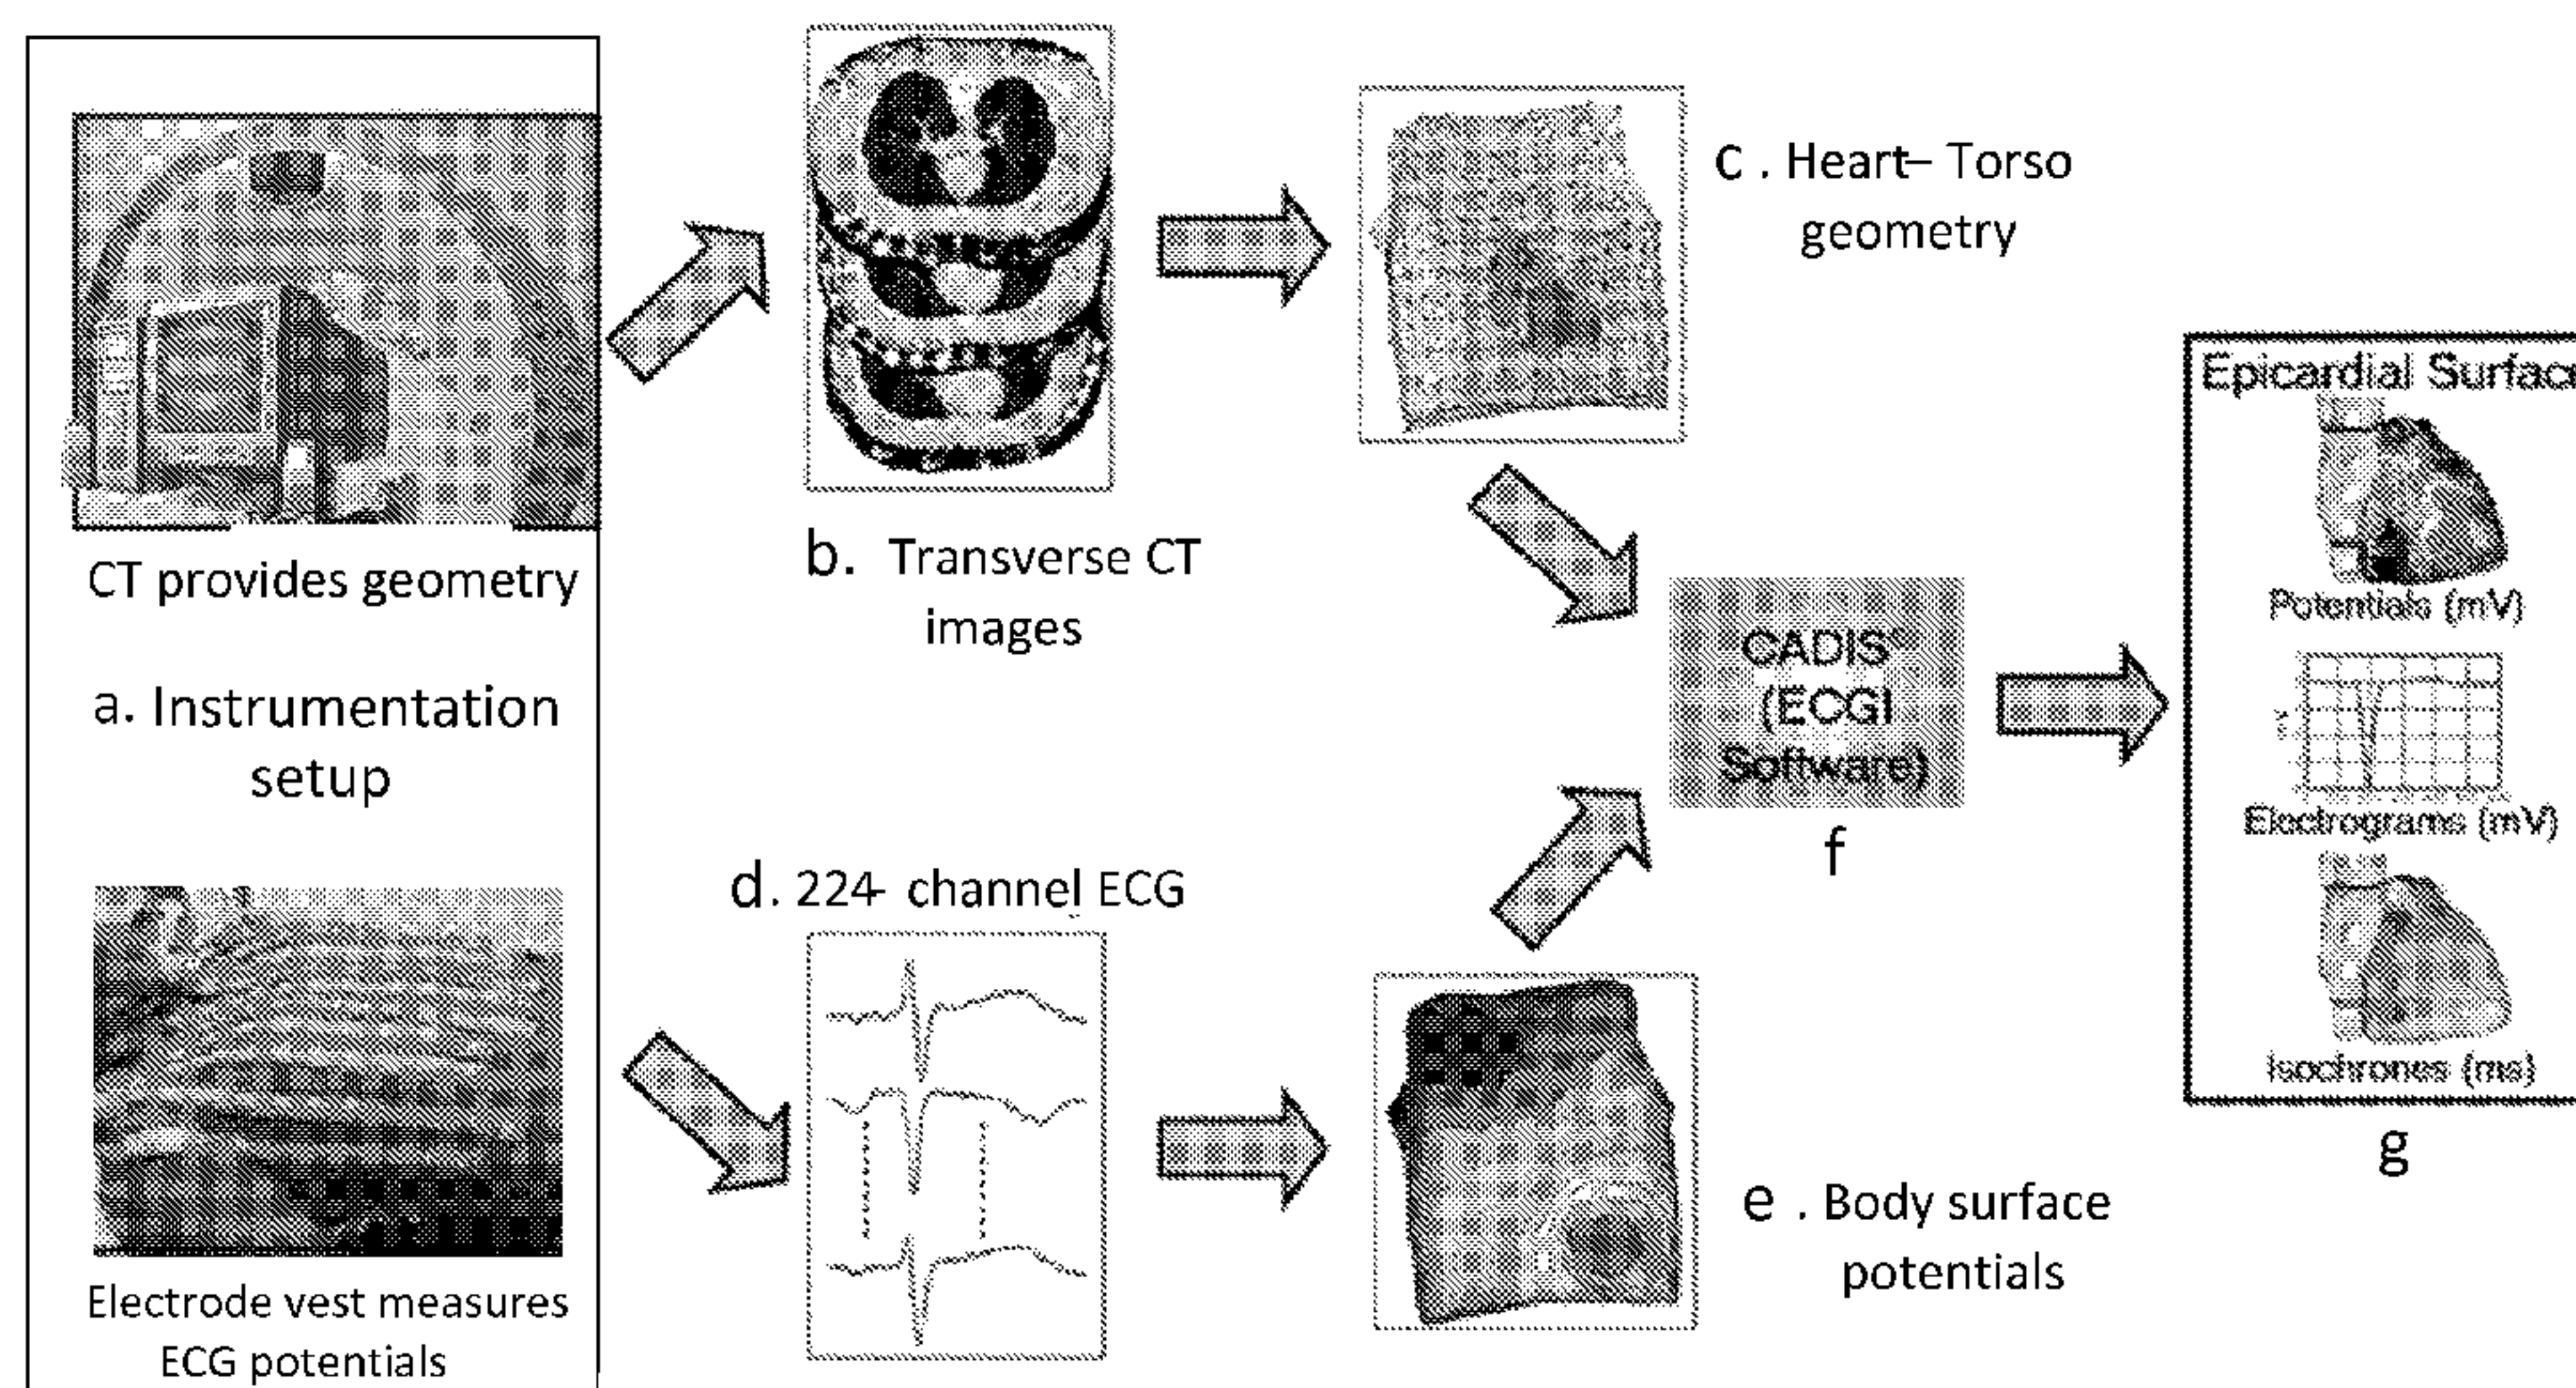 CT provides geometry
a. Instrumentation
setup
Electrode vest measures
ECG potentials
b. Transverse CT
images
c . Heart– Torso
geometry
d. 224- channel ECG
e . Body surface
potentials
CADIS®
(ECGI
Software)
f
Epicardial Surface
Potentials (mV)
Electrograms (mV)
Isochrones (ms)
g